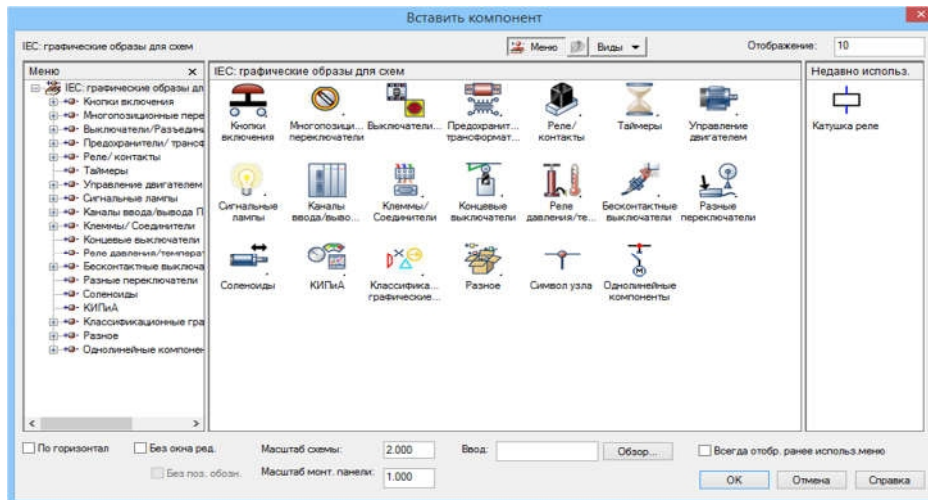 Вставить компонент
IEC: графические образы для схем
Меню
Виды
Отображение:
10
Меню
IEC: графические образы дл
Кнопки включения
Многопозиционные пере
Выключатели/Разъедин
Предохранители/ трансф
Реле/ контакты
Таймеры
Управление двигателем
Сигнальные лампы
Каналы ввода/вывода П
Клеммы/ Соединители
Концевые выключатели
Реле давления/температ
Бесконтактные выключа
Разные переключатели
Соленоиды
КИПиА
Классификационные гра
Разное
Однолинейные компонен
IEC: графические образы для схем
Кнопки
включения
Многопозици...
переключатели
Выключатели...
Предохранит...
трансформат...
Реле/
контакты
Таймеры
Управление
двигателем
Сигнальные
лампы
Каналы
ввода/выво...
Клеммы/
Соединители
Концевые
выключатели
Реле
давления/те...
Бесконтактные
выключатели
Разные
переключатели
Соленоиды
КИПиА
Классифика...
графические...
Разное
Символ узла
Однолинейные
компоненты
Недавно использ.
Катушка реле
По горизонтал
Без окна ред.
Масштаб схемы:
2.000
Ввод:
Обзор...
Всегда отобр. ранее использ.меню
Без поз. обозн.
Масштаб монт. панели:
1.000
OK
Отмена
Справка